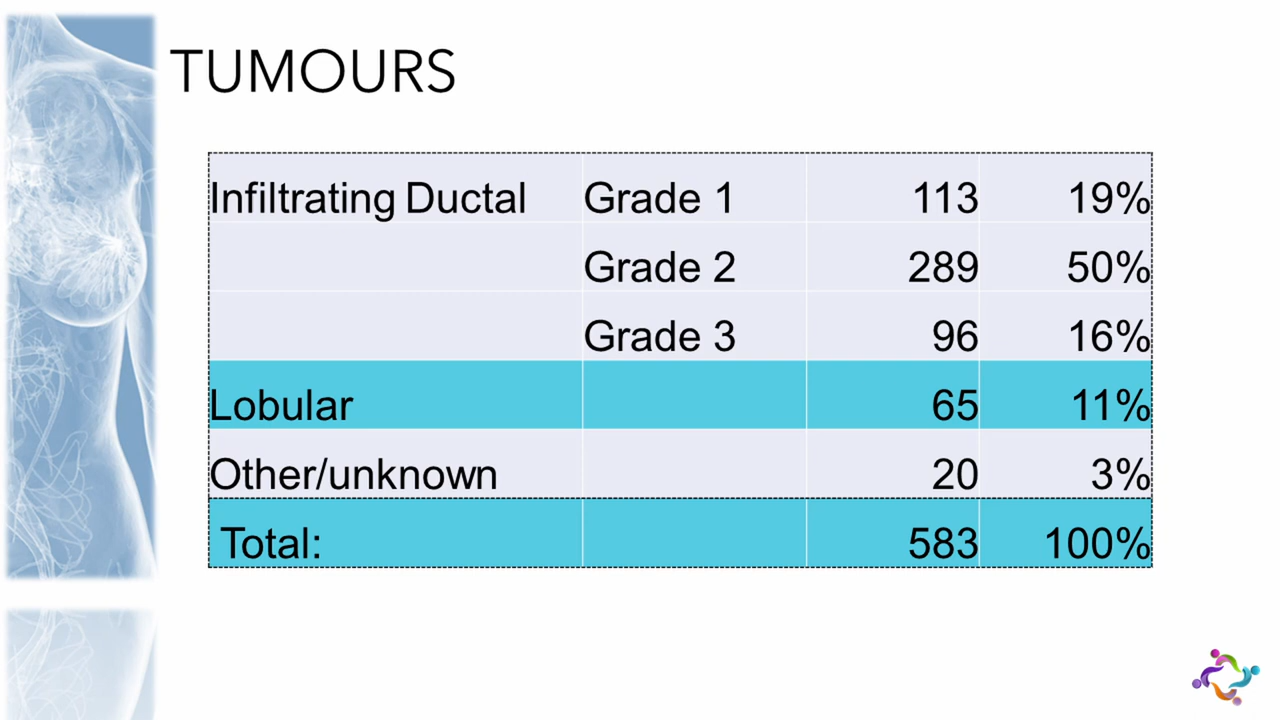 TUMOURS
Infiltrating Ductal Grade 1 113 19%
Grade 2 289 50%
Grade 3 96 16%
Lobular 65 11%
Other/unknown 20 3%
Total: 583 100%